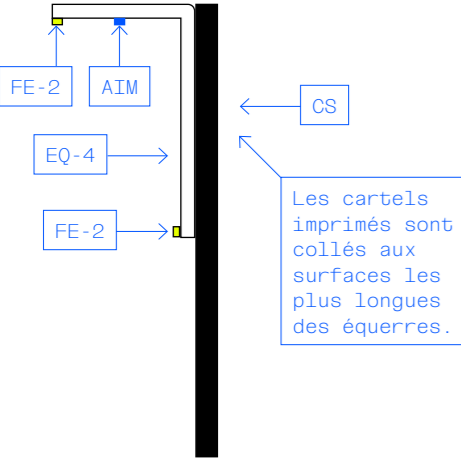 FE-2
AIM
CS
EQ-4
FE-2
Les cartels
imprimés sont
collés aux
surfaces les
plus longues
des équerres.